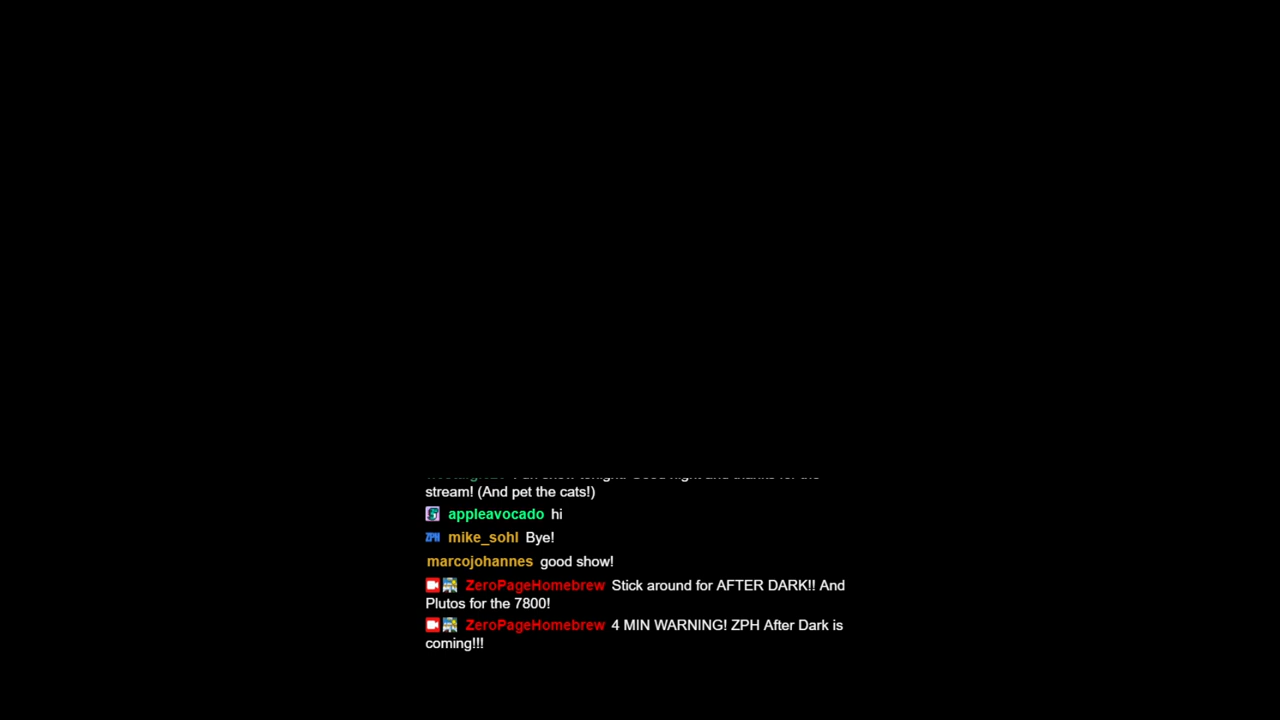 stream! (And pet the cats!)
appleavocado hi
ZPH mike_sohl Bye!
marcojohannes good show!
ZeroPageHomebrew Stick around for AFTER DARK!! And
Plutos for the 7800!
ZeroPageHomebrew 4 MIN WARNING! ZPH After Dark is
coming!!!